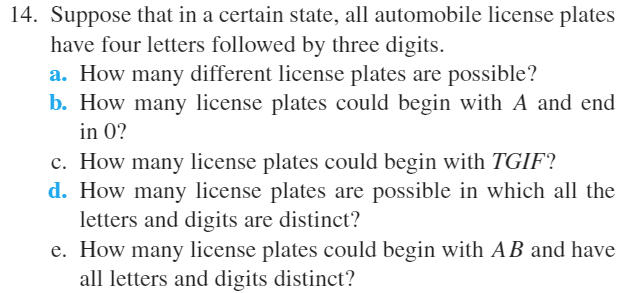 14. Suppose that in a certain state, all automobile license plates
have four letters followed by three digits.
a. How many different license plates are possible?
b. How many license plates could begin with A and end
in 0?
c. How many license plates could begin with TGIF?
d. How many license plates are possible in which all the
letters and digits are distinct?
e. How many license plates could begin with AB and have
all letters and digits distinct?